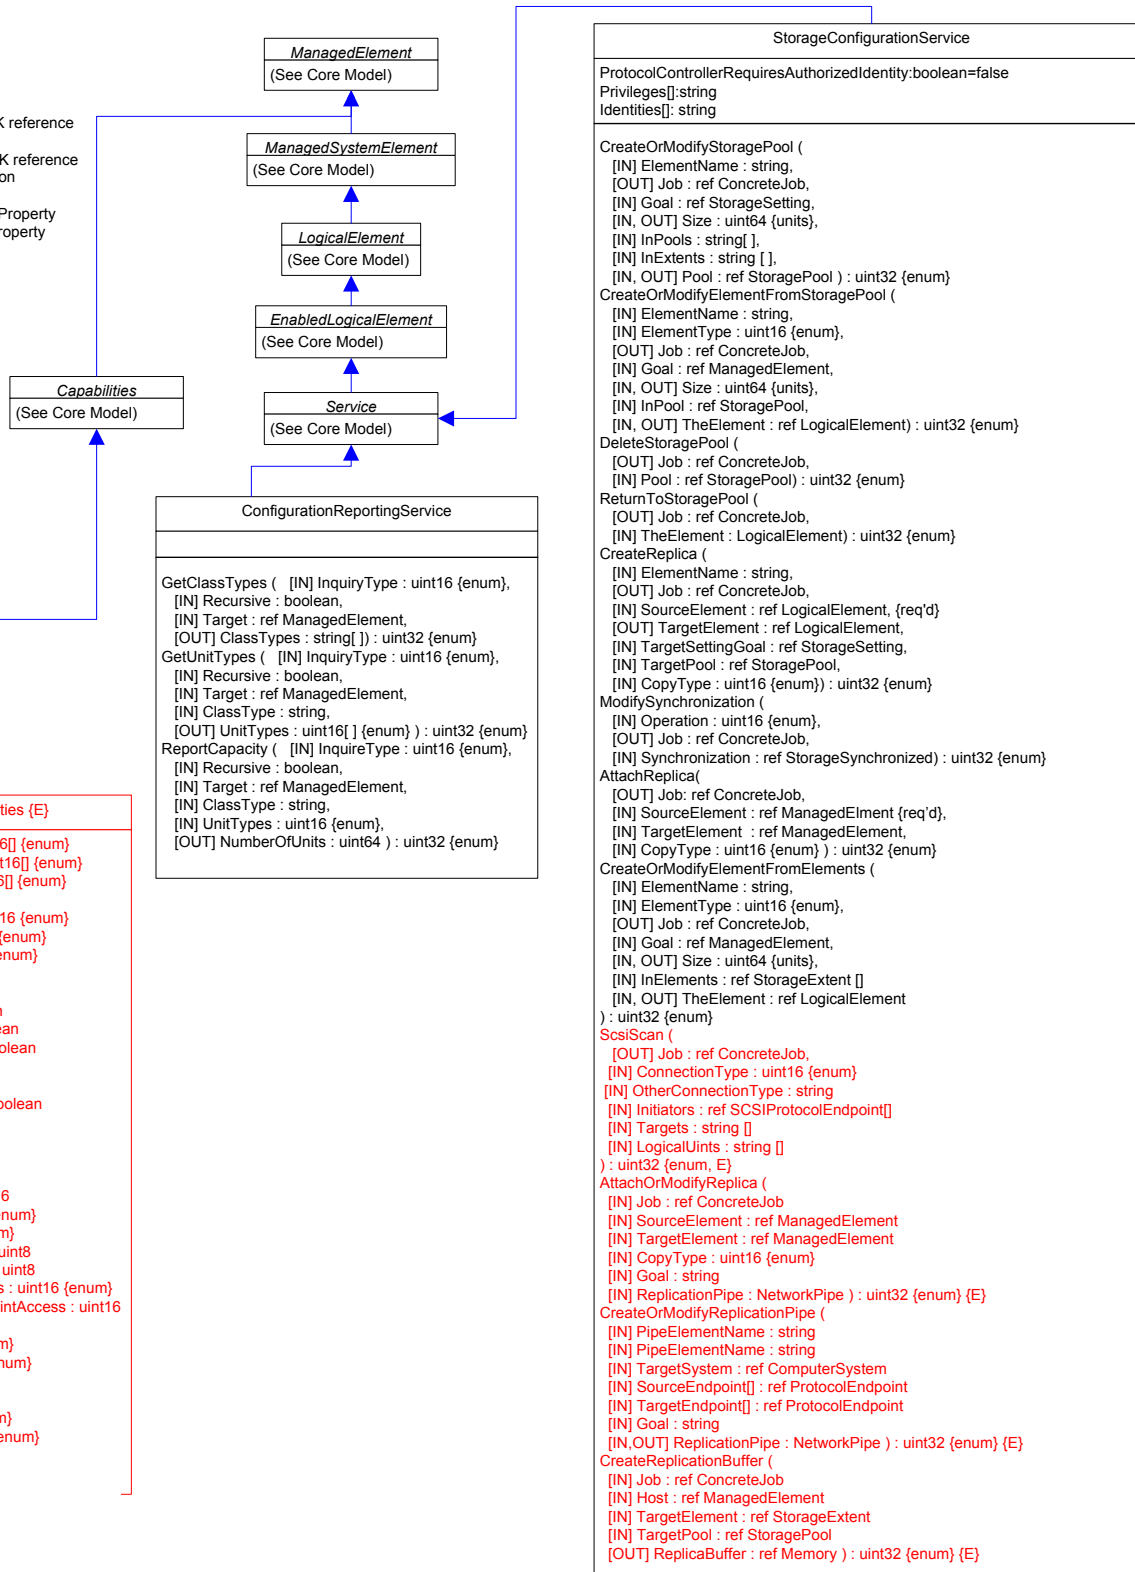 K reference
K reference
on
Property
roperty
ManagedElement
(See Core Model)
ManagedSystemElement
(See Core Model)
LogicalElement
(See Core Model)
EnabledLogicalElement
(See Core Model)
Capabilities
(See Core Model)
Service
(See Core Model)
ConfigurationReportingService
GetClassTypes (   [IN] InquiryType : uint16 {enum},
[IN] Recursive : boolean,
[IN] Target : ref ManagedElement,
[OUT] ClassTypes : string[ ]) : uint32 {enum}
GetUnitTypes (   [IN] InquiryType : uint16 {enum},
[IN] Recursive : boolean,
[IN] Target : ref ManagedElement,
[IN] ClassType : string,
[OUT] UnitTypes : uint16[ ] {enum} ) : uint32 {enum}
ReportCapacity (   [IN] InquireType : uint16 {enum},
[IN] Recursive : boolean,
[IN] Target : ref ManagedElement,
[IN] ClassType : string,
[IN] UnitTypes : uint16 {enum},
[OUT] NumberOfUnits : uint64 ) : uint32 {enum}
ties {E}
6[] {enum}
t16[] {enum}
6[] {enum}
16 {enum}
{enum}
enum}
n
ean
olean
oolean
6
enum}
m}
uint8
uint8
s : uint16 {enum}
intAccess : uint16
m}
num}
m}
enum}
StorageConfigurationService
ProtocolControllerRequiresAuthorizedIdentity:boolean=false
Privileges[]:string
Identities[]: string
CreateOrModifyStoragePool (
[IN] ElementName : string,
[OUT] Job : ref ConcreteJob,
[IN] Goal : ref StorageSetting,
[IN, OUT] Size : uint64 {units},
[IN] InPools : string[ ],
[IN] InExtents : string [ ],
[IN, OUT] Pool : ref StoragePool ) : uint32 {enum}
CreateOrModifyElementFromStoragePool (
[IN] ElementName : string,
[IN] ElementType : uint16 {enum},
[OUT] Job : ref ConcreteJob,
[IN] Goal : ref ManagedElement,
[IN, OUT] Size : uint64 {units},
[IN] InPool : ref StoragePool,
[IN, OUT] TheElement : ref LogicalElement) : uint32 {enum}
DeleteStoragePool (
[OUT] Job : ref ConcreteJob,
[IN] Pool : ref StoragePool) : uint32 {enum}
ReturnToStoragePool (
[OUT] Job : ref ConcreteJob,
[IN] TheElement : LogicalElement) : uint32 {enum}
CreateReplica (
[IN] ElementName : string,
[OUT] Job : ref ConcreteJob,
[IN] SourceElement : ref LogicalElement, {req'd}
[OUT] TargetElement : ref LogicalElement,
[IN] TargetSettingGoal : ref StorageSetting,
[IN] TargetPool : ref StoragePool,
[IN] CopyType : uint16 {enum}) : uint32 {enum}
ModifySynchronization (
[IN] Operation : uint16 {enum},
[OUT] Job : ref ConcreteJob,
[IN] Synchronization : ref StorageSynchronized) : uint32 {enum}
AttachReplica(
[OUT] Job: ref ConcreteJob,
[IN] SourceElement : ref ManagedElment {req’d},
[IN] TargetElement  : ref ManagedElement,
[IN] CopyType : uint16 {enum} ) : uint32 {enum}
CreateOrModifyElementFromElements (
[IN] ElementName : string,
[IN] ElementType : uint16 {enum},
[OUT] Job : ref ConcreteJob,
[IN] Goal : ref ManagedElement,
[IN, OUT] Size : uint64 {units},
[IN] InElements : ref StorageExtent []
[IN, OUT] TheElement : ref LogicalElement
) : uint32 {enum}
ScsiScan (
[OUT] Job : ref ConcreteJob,
[IN] ConnectionType : uint16 {enum}
[IN] OtherConnectionType : string
[IN] Initiators : ref SCSIProtocolEndpoint[]
[IN] Targets : string []
[IN] LogicalUints : string []
) : uint32 {enum, E}
AttachOrModifyReplica (
[IN] Job : ref ConcreteJob
[IN] SourceElement : ref ManagedElement
[IN] TargetElement : ref ManagedElement
[IN] CopyType : uint16 {enum}
[IN] Goal : string
[IN] ReplicationPipe : NetworkPipe ) : uint32 {enum} {E}
CreateOrModifyReplicationPipe (
[IN] PipeElementName : string
[IN] PipeElementName : string
[IN] TargetSystem : ref ComputerSystem
[IN] SourceEndpoint[] : ref ProtocolEndpoint
[IN] TargetEndpoint[] : ref ProtocolEndpoint
[IN] Goal : string
[IN,OUT] ReplicationPipe : NetworkPipe ) : uint32 {enum} {E}
CreateReplicationBuffer (
[IN] Job : ref ConcreteJob
[IN] Host : ref ManagedElement
[IN] TargetElement : ref StorageExtent
[IN] TargetPool : ref StoragePool
[OUT] ReplicaBuffer : ref Memory ) : uint32 {enum} {E}